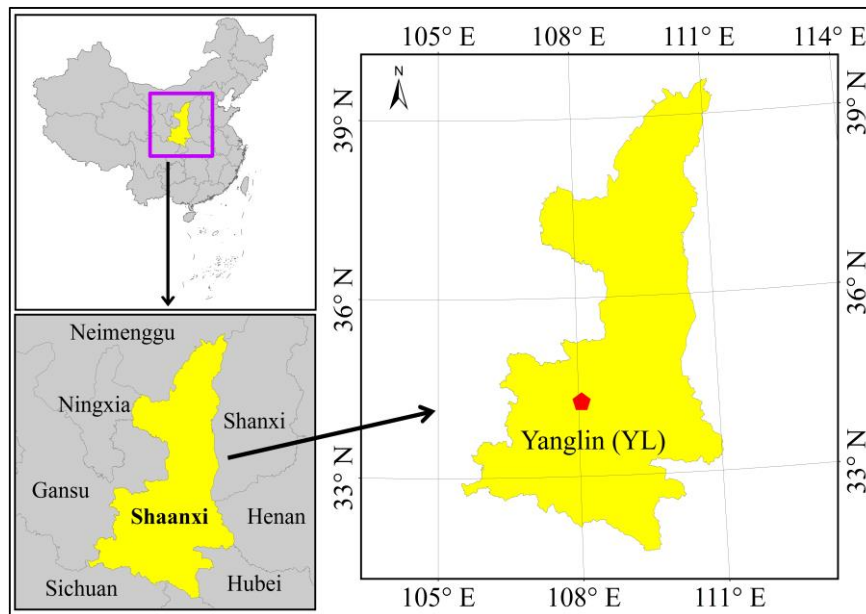 105° E 108° E 111° E 114° E
N
39° N
39° N
36° N
36° N
33° N
33° N
Yanglin (YL)
105° E 108° E 111° E
Neimenggu
Ningxia
Shanxi
Gansu
Shaanxi
Henan
Sichuan
Hubei